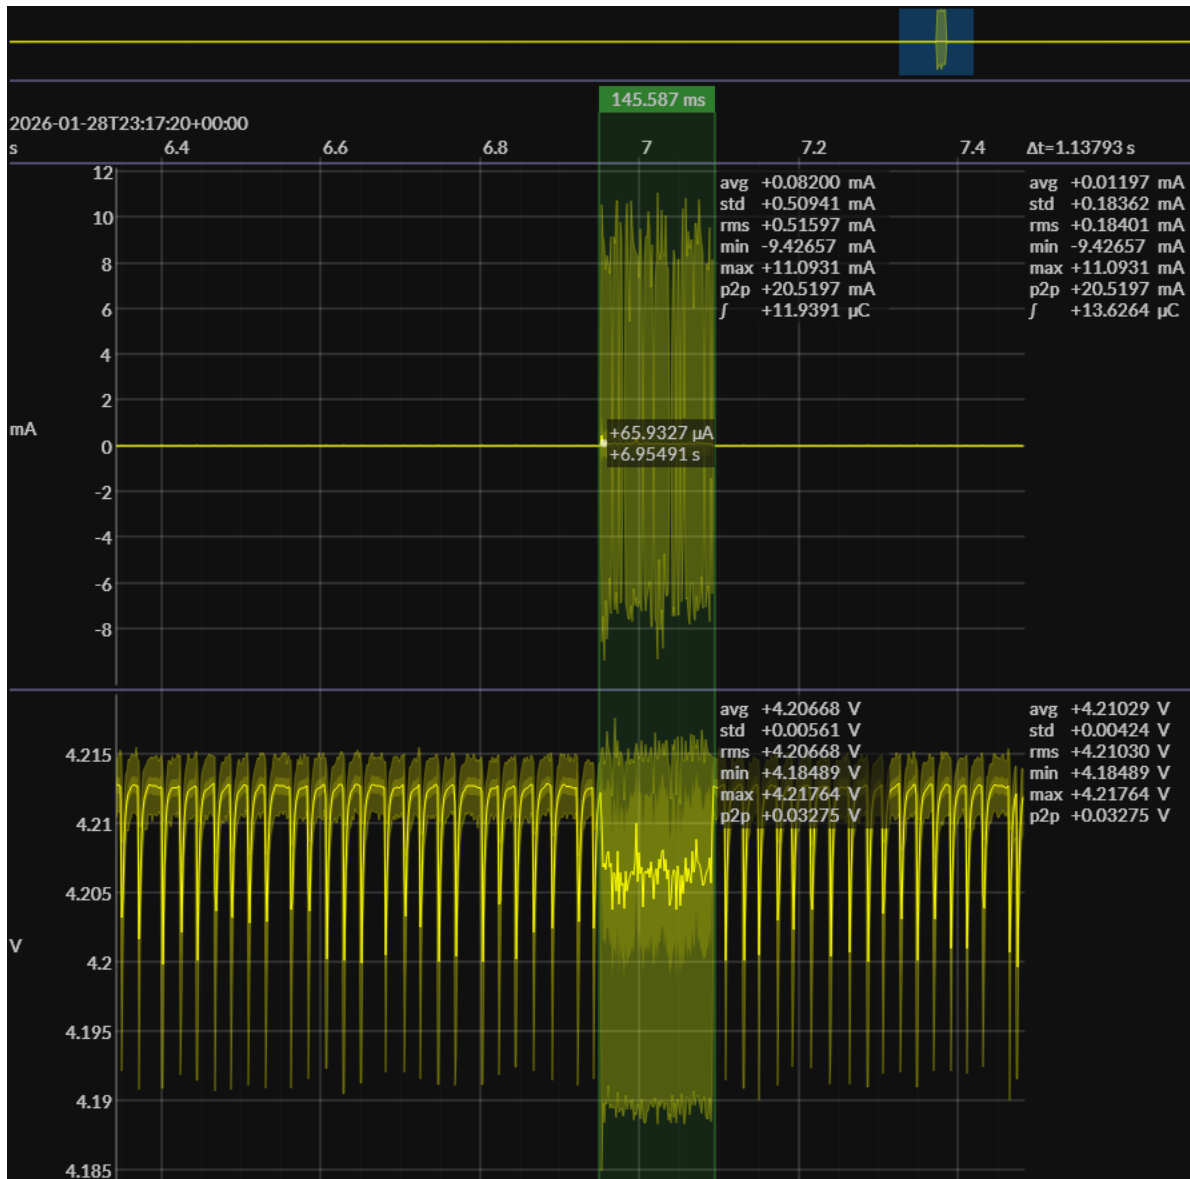 145.587 ms
2026-01-28T23:17:20+00:00
s 6.4 6.6 6.8 7 7.2 7.4 Δt=1.13793 s
12
10
8
6
4
2
0
-2
-4
-6
-8
mA
avg +0.08200 mA
std +0.50941 mA
rms +0.51597 mA
min -9.42657 mA
max +11.0931 mA
p2p +20.5197 mA
∫ +11.9391 µC
avg +0.01197 mA
std +0.18362 mA
rms +0.18401 mA
min -9.42657 mA
max +11.0931 mA
p2p +20.5197 mA
∫ +13.6264 µC
+65.9327 µA
+6.95491 s
4.215
4.21
4.205
4.2
4.195
4.19
4.185
V
avg +4.20668 V
std +0.00561 V
rms +4.20668 V
min +4.18489 V
max +4.21764 V
p2p +0.03275 V
avg +4.21029 V
std +0.00424 V
rms +4.21030 V
min +4.18489 V
max +4.21764 V
p2p +0.03275 V